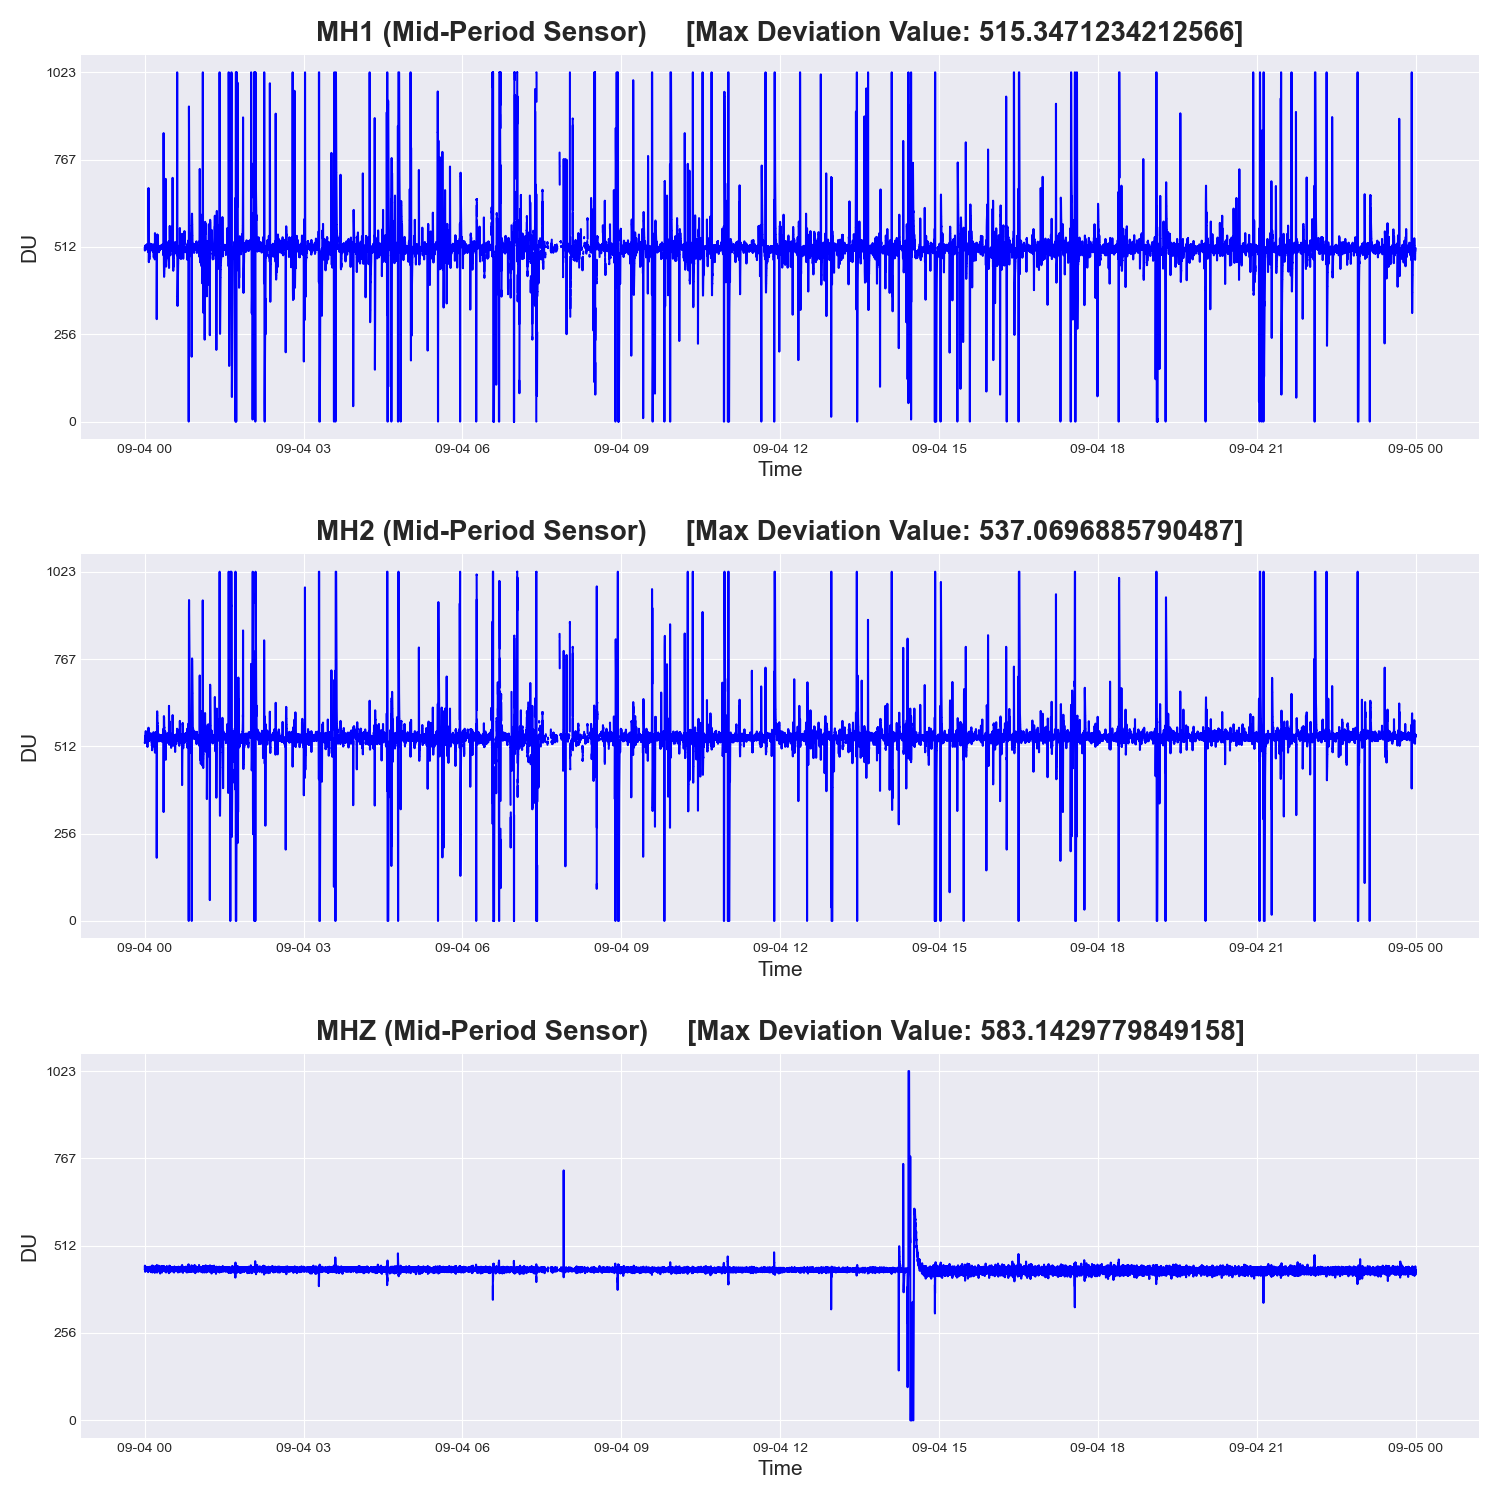 MH1 (Mid-Period Sensor) [Max Deviation Value: 515.3471234212566]
1023
767
512
256
0
DU
09-04 00 09-04 03 09-04 06 09-04 09 09-04 12 09-04 15 09-04 18 09-04 21 09-05 00
Time
MH2 (Mid-Period Sensor) [Max Deviation Value: 537.0696885790487]
1023
767
512
256
0
DU
09-04 00 09-04 03 09-04 06 09-04 09 09-04 12 09-04 15 09-04 18 09-04 21 09-05 00
Time
MHZ (Mid-Period Sensor) [Max Deviation Value: 583.1429779849158]
1023
767
512
256
0
DU
09-04 00 09-04 03 09-04 06 09-04 09 09-04 12 09-04 15 09-04 18 09-04 21 09-05 00
Time